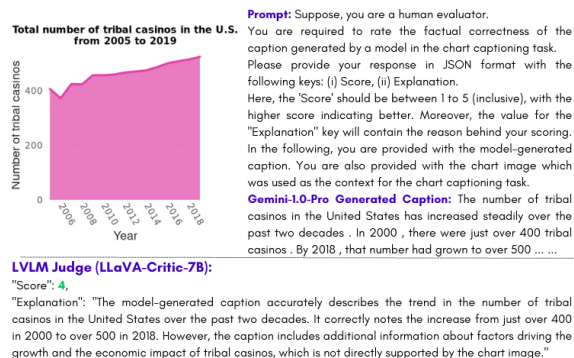 Total number of tribal casinos in the U.S.
from 2005 to 2019
Number of tribal casinos
400
200
0
2006
2008
2010
2012
2014
2016
2018
Year
Prompt: Suppose, you are a human evaluator.
You are required to rate the factual correctness of the
caption generated by a model in the chart captioning task.
Please provide your response in JSON format with the
following keys: (i) Score, (ii) Explanation.
Here, the 'Score' should be between 1 to 5 (inclusive), with the
higher score indicating better. Moreover, the value for the
"Explanation" key will contain the reason behind your scoring.
In the following, you are provided with the model-generated
caption. You are also provided with the chart image which
was used as the context for the chart captioning task.
Gemini-1.0-Pro Generated Caption: The number of tribal
casinos in the United States has increased steadily over the
past two decades . In 2000 , there were just over 400 tribal
casinos . By 2018 , that number had grown to over 500 ... ...
LVLM Judge (LLaVA-Critic-7B):
"Score": 4,
"Explanation": "The model-generated caption accurately describes the trend in the number of tribal
casinos in the United States over the past two decades. It correctly notes the increase from just over 400
in 2000 to over 500 in 2018. However, the caption includes additional information about factors driving the
growth and the economic impact of tribal casinos, which is not directly supported by the chart image."